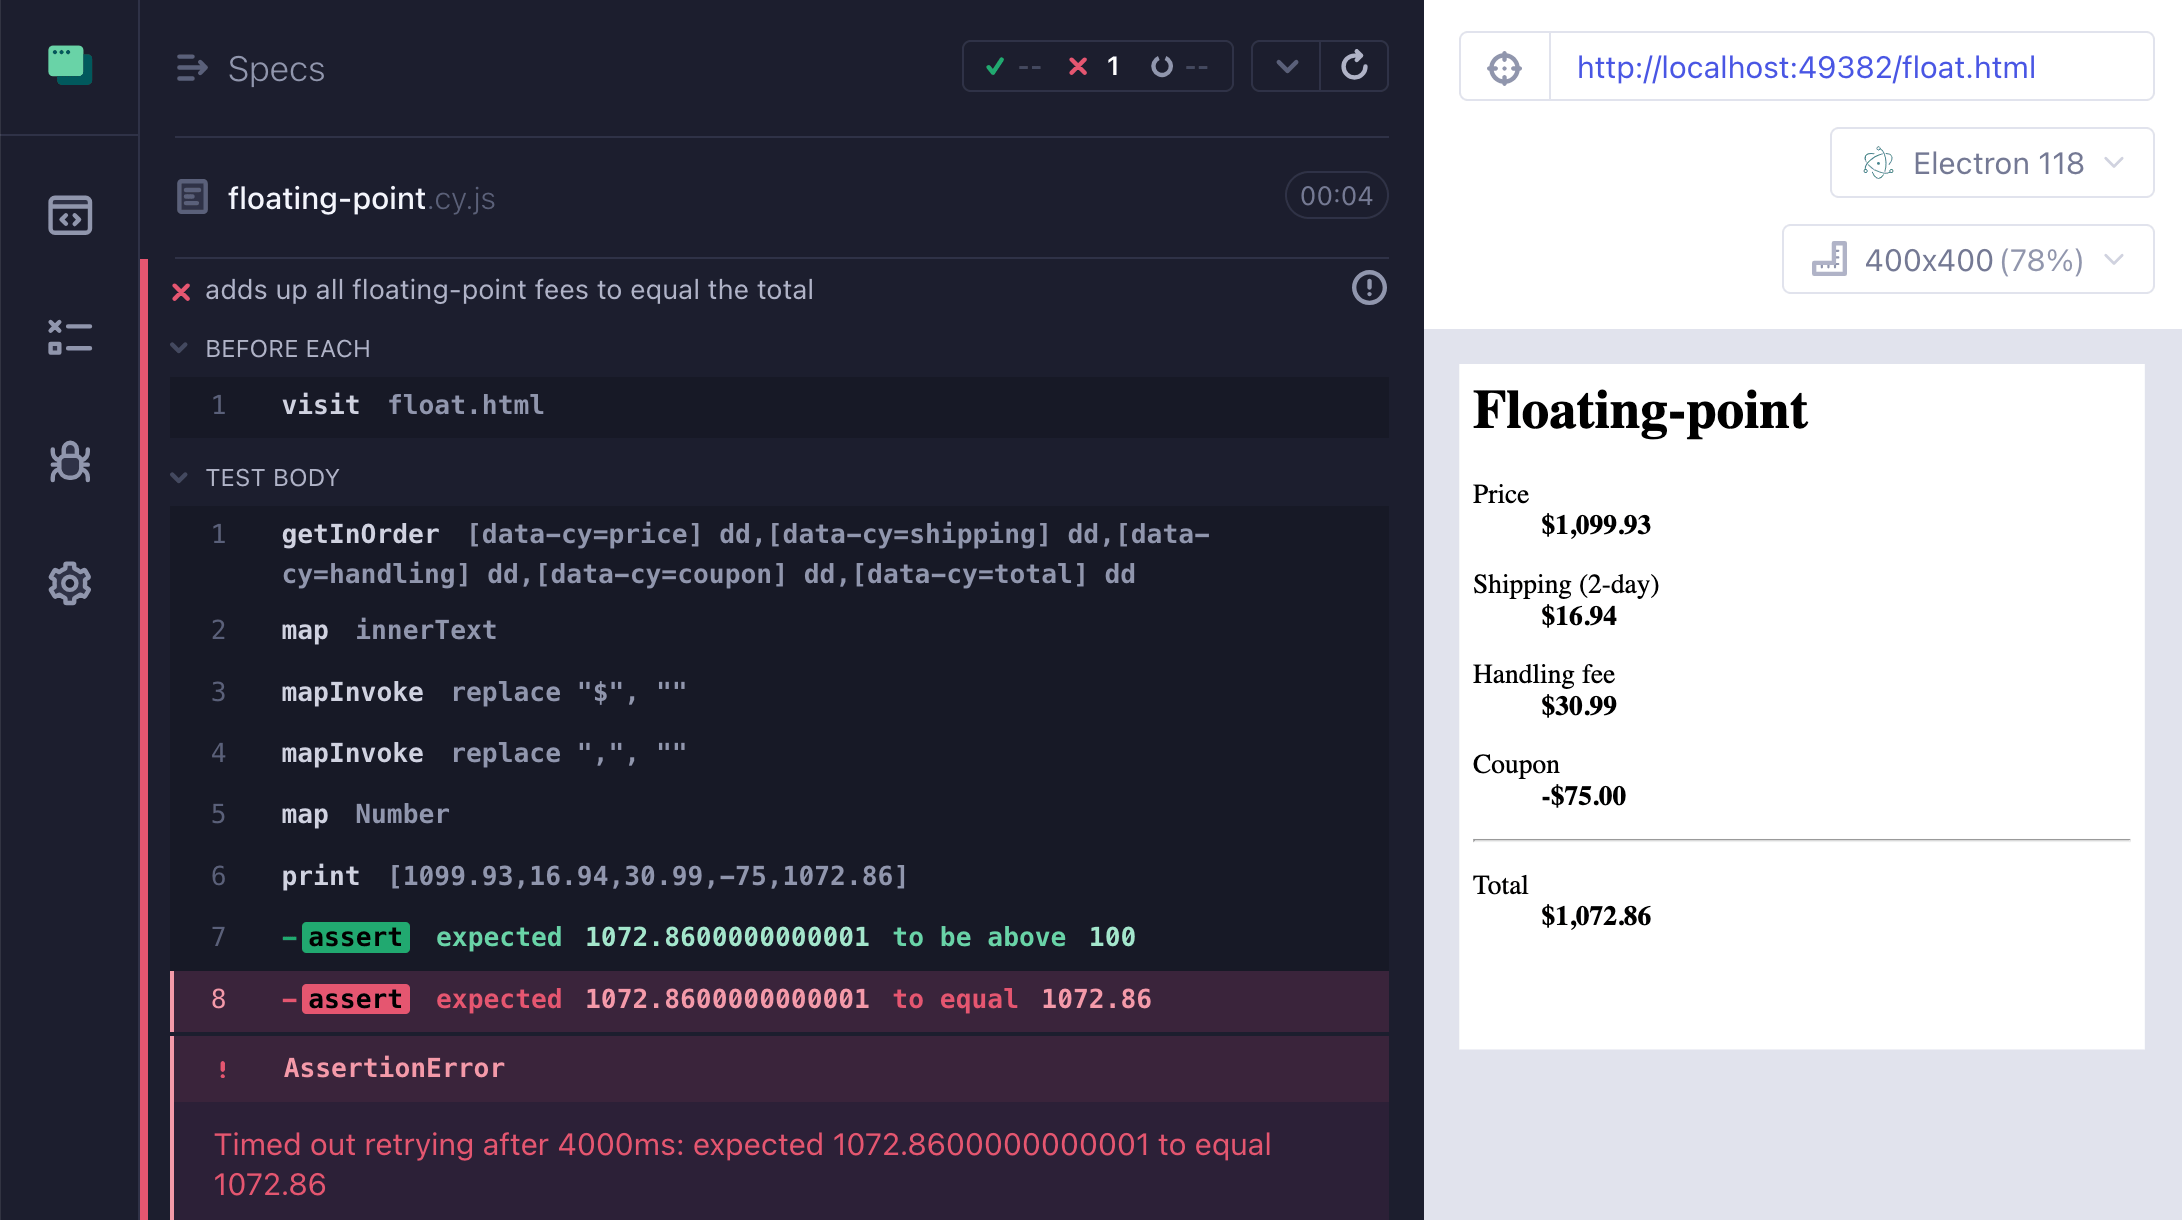 Specs
-- 1 --
floating-point.cy.js
00:04
adds up all floating-point fees to equal the total
BEFORE EACH
1 visit float.html
TEST BODY
1 getInOrder [data-cy=price] dd,[data-cy=shipping] dd,[data-
cy=handling] dd,[data-cy=coupon] dd,[data-cy=total] dd
2 map innerText
3 mapInvoke replace "$", ""
4 mapInvoke replace ",", ""
5 map Number
6 print [1099.93,16.94,30.99,-75,1072.86]
7 -assert expected 1072.8600000000001 to be above 100
8 -assert expected 1072.8600000000001 to equal 1072.86
! AssertionError
Timed out retrying after 4000ms: expected 1072.8600000000001 to equal
1072.86
http://localhost:49382/float.html
Electron 118
400x400 (78%)
Floating-point
Price
$1,099.93
Shipping (2-day)
$16.94
Handling fee
$30.99
Coupon
-$75.00
Total
$1,072.86